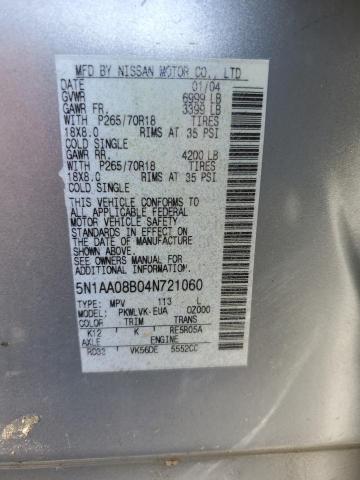 MFD BY NISSAN MOTOR CO., LTD
DATE 01/04
GVWR 6999 LB
GAWR FR. 3399 LB
WITH P265/70R18 TIRES
18X8.0 RIMS AT 35 PSI
COLD SINGLE
GAWR RR. 4200 LB
WITH P265/70R18 TIRES
18X8.0 RIMS AT 35 PSI
COLD SINGLE
THIS VEHICLE CONFORMS TO
ALL APPLICABLE FEDERAL
MOTOR VEHICLE SAFETY
STANDARDS IN EFFECT ON
THE DATE OF MANUFACTURE
SHOWN ABOVE.
SEE OWNERS MANUAL FOR
ADDITIONAL INFORMATION
5N1AA08B04N721060
TYPE MPV 113 L
MODEL PKWLVK-EUA OZ000
COLOR TRIM TRANS
K12 K RE5R05A
AXLE ENGINE
RD33 VK56DE 5552CC